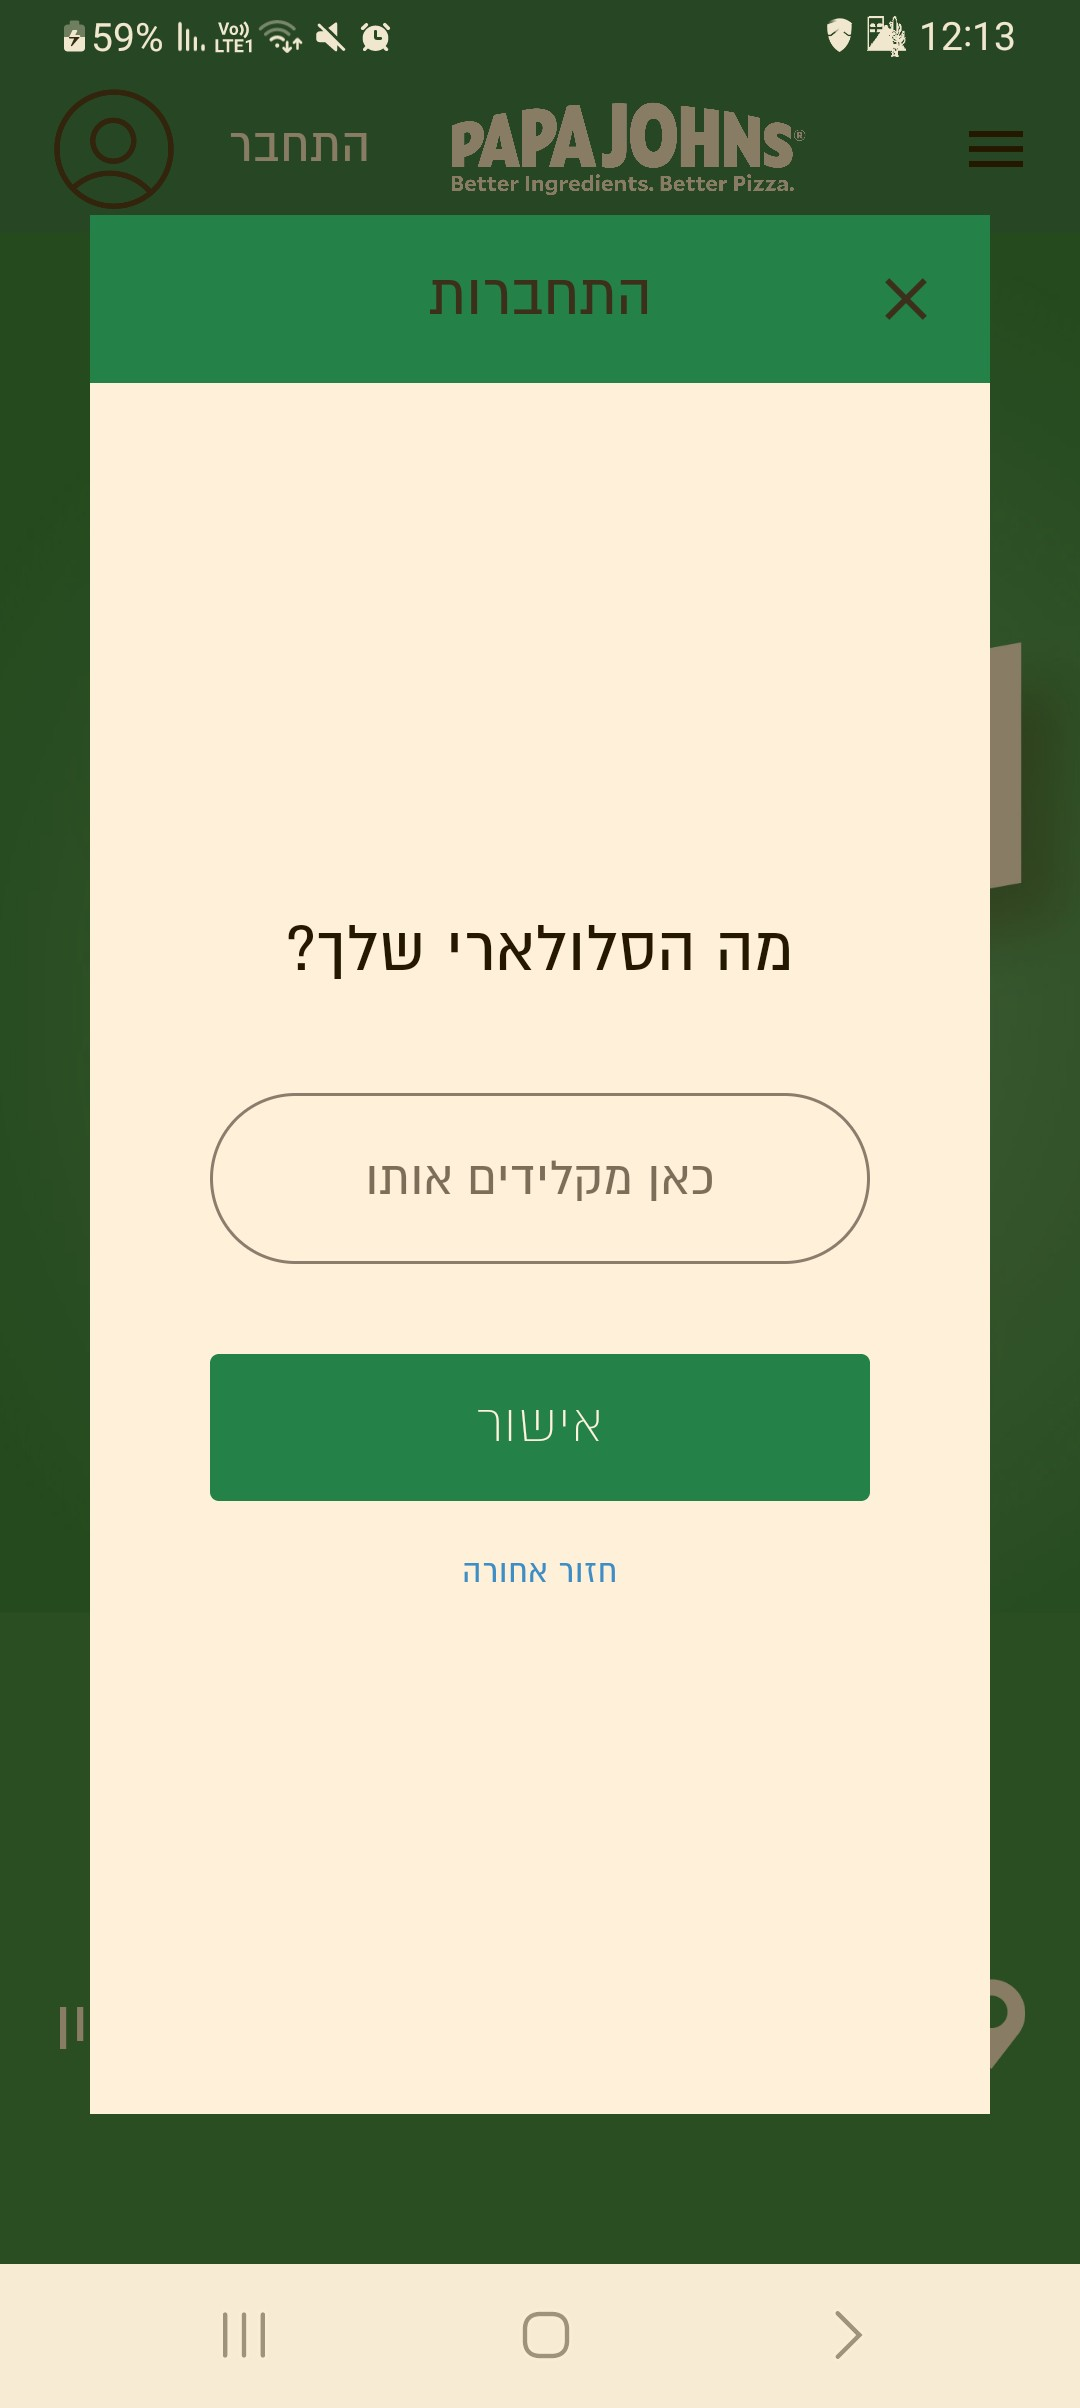 59% Vo)) LTE1 12:13
התחבר
PAPA JOHNS®
Better Ingredients. Better Pizza.
התחברות
מה הסלולארי שלך?
כאן מקלידים אותו
אישור
חזור אחורה